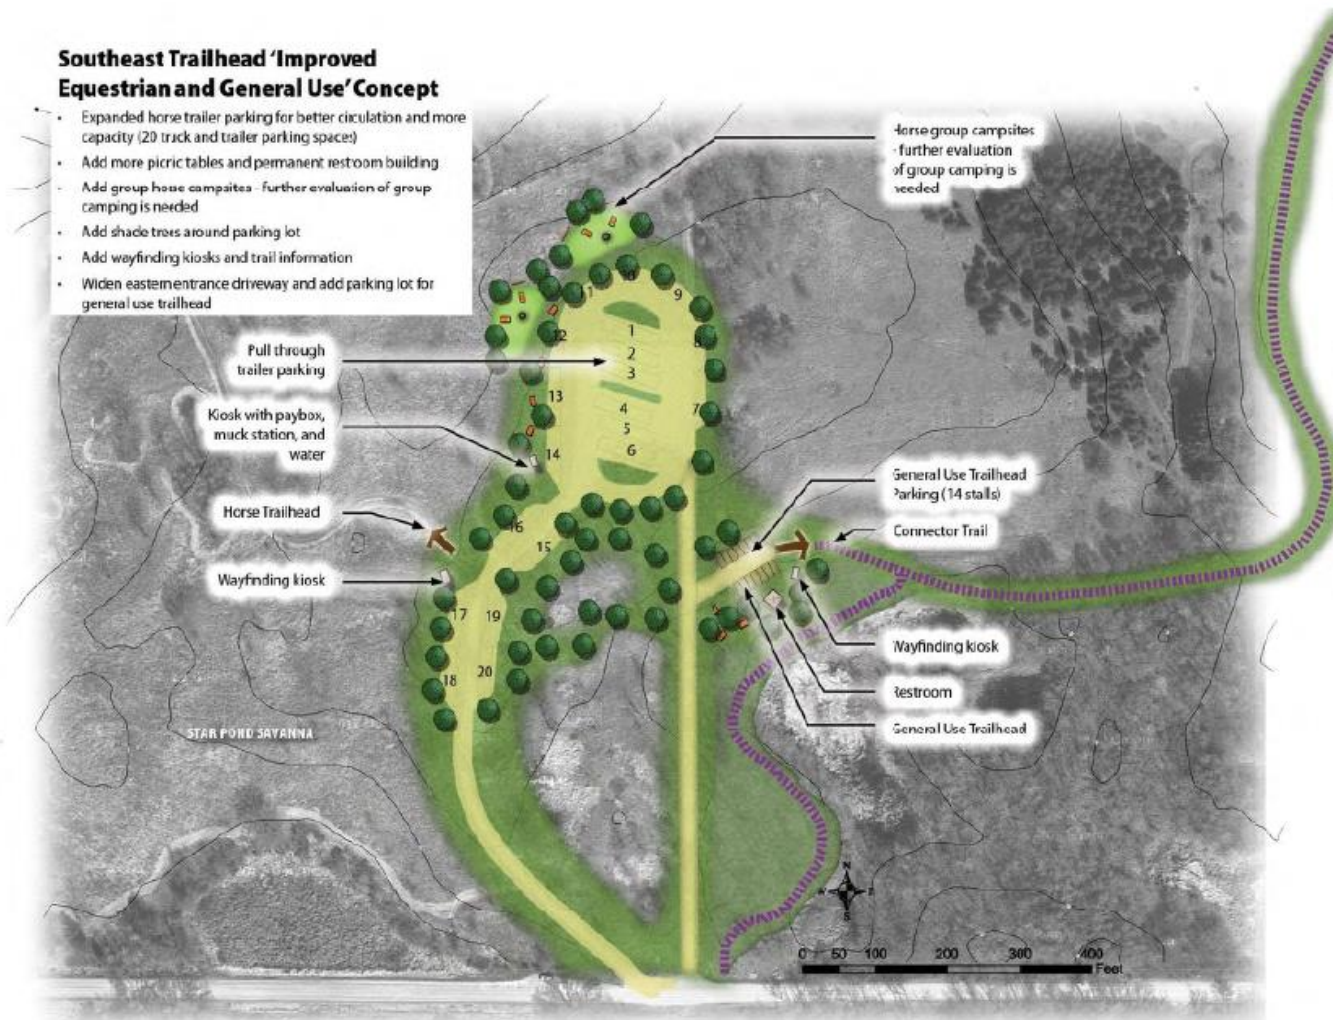 Southeast Trailhead ‘Improved
Equestrian and General Use’ Concept
• Expanded horse trailer parking for better circulation and more
capacity (20 truck and trailer parking spaces)
• Add more picnic tables and permanent restroom building
• Add group horse campsites - further evaluation of group
camping is needed
• Add shade trees around parking lot
• Add wayfinding kiosks and trail information
• Widen eastern entrance driveway and add parking lot for
general use trailhead
Horse group campsites
- further evaluation
of group camping is
needed
Pull through
trailer parking
Kiosk with paybox,
muck station, and
water
Horse Trailhead
Wayfinding kiosk
General Use Trailhead
Parking (14 stalls)
Connector Trail
Wayfinding kiosk
Restroom
General Use Trailhead
STAR POND SAVANNA
10
11
9
1
12
8
2
3
13
4
7
5
6
14
16
15
17
19
18
20
N
W
E
S
0 50 100 200 300 400
Feet